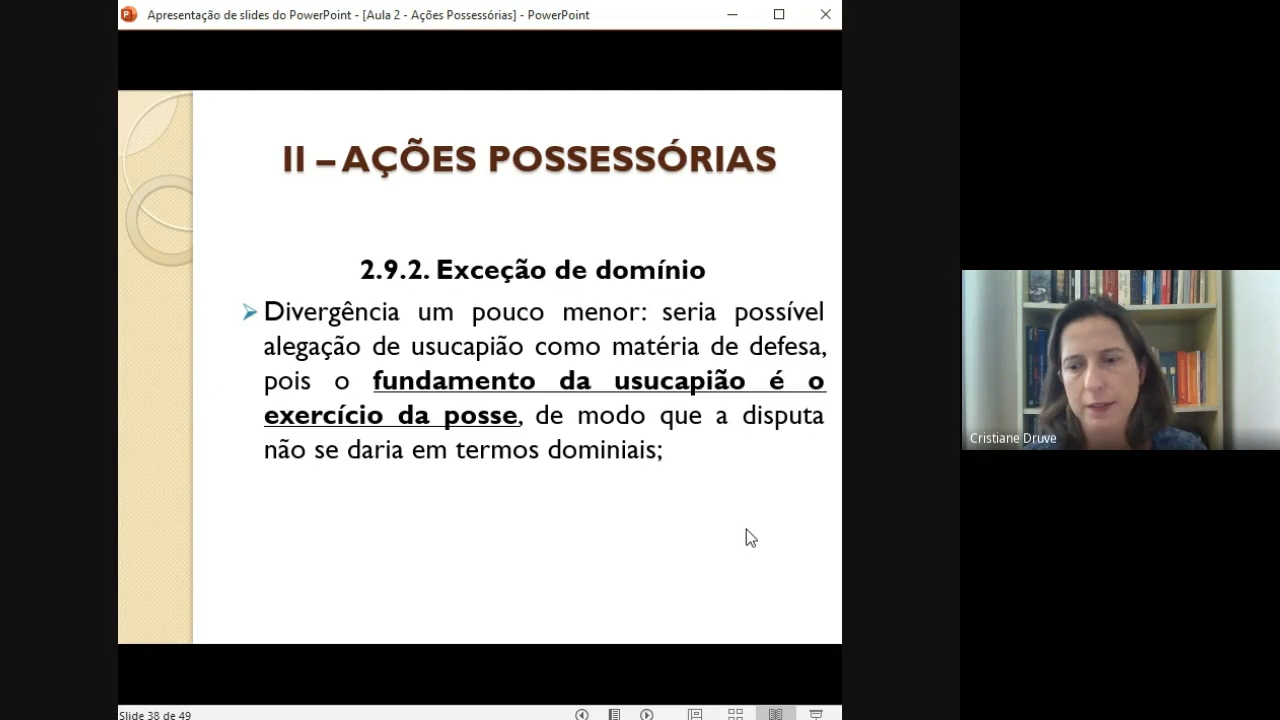 Apresentação de slides do PowerPoint - [Aula 2 - Ações Possessórias] - PowerPoint
II – AÇÕES POSSESSÓRIAS
2.9.2. Exceção de domínio
Divergência um pouco menor: seria possível
alegação de usucapião como matéria de defesa,
pois o fundamento da usucapião é o
exercício da posse, de modo que a disputa
não se daria em termos dominiais;
Cristiane Druve
Slide 38 de 49